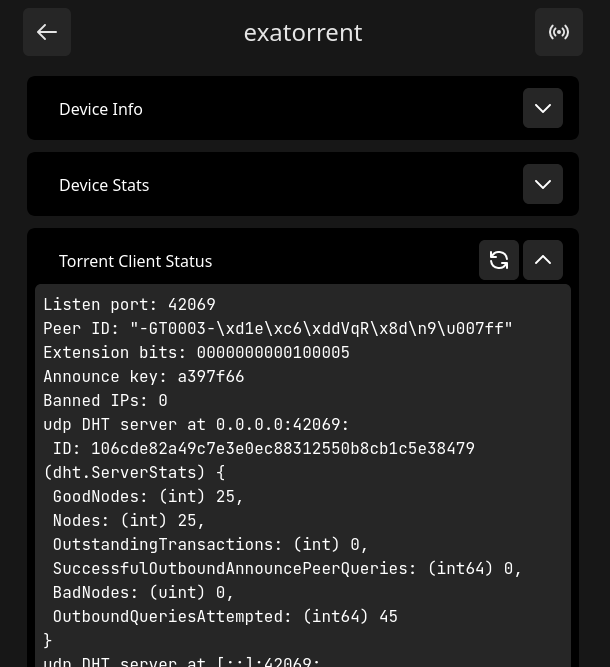 exatorrent
Device Info
Device Stats
Torrent Client Status
Listen port: 42069
Peer ID: "-GT0003-\xd1e\xc6\xddVqR\x8d\n9\u007ff"
Extension bits: 0000000000100005
Announce key: a397f66
Banned IPs: 0
udp DHT server at 0.0.0.0:42069:
 ID: 106cde82a49c7e3e0ec88312550b8cb1c5e38479
(dht.ServerStats) {
 GoodNodes: (int) 25,
 Nodes: (int) 25,
 OutstandingTransactions: (int) 0,
 SuccessfulOutboundAnnouncePeerQueries: (int64) 0,
 BadNodes: (uint) 0,
 OutboundQueriesAttempted: (int64) 45
}
udp DHT server at [::]:42069: